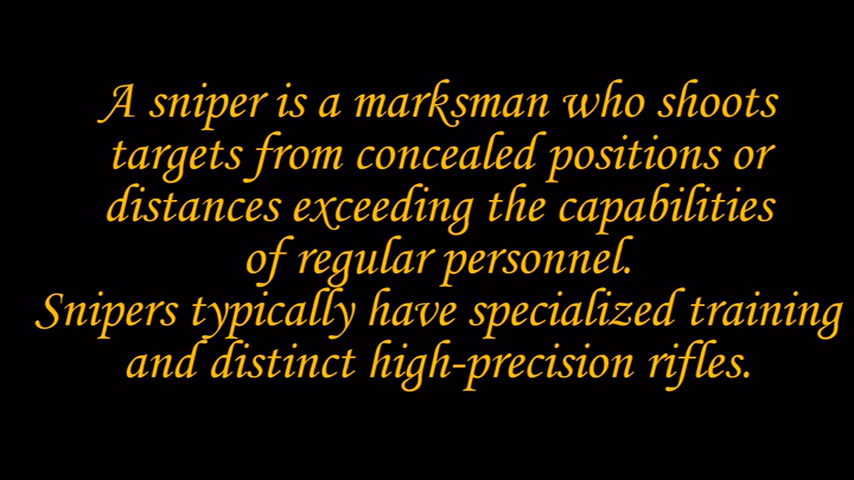 A sniper is a marksman who shoots
targets from concealed positions or
distances exceeding the capabilities
of regular personnel.
Snipers typically have specialized training
and distinct high-precision rifles.